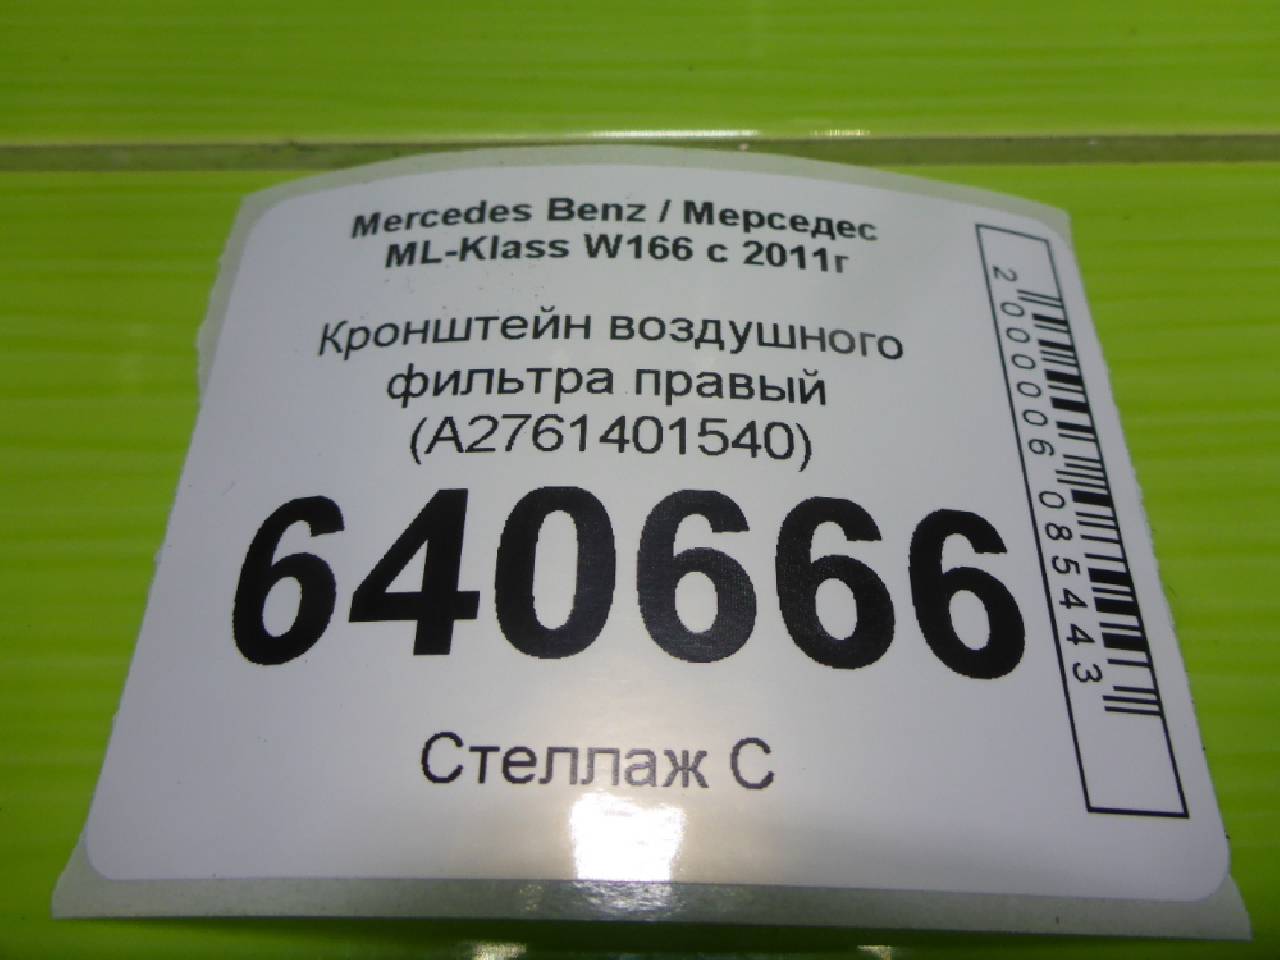 Mercedes Benz / Мерседес
ML-Klass W166 с 2011г
Кронштейн воздушного
фильтра правый
(A2761401540)
640666
Стеллаж С
2000006085443